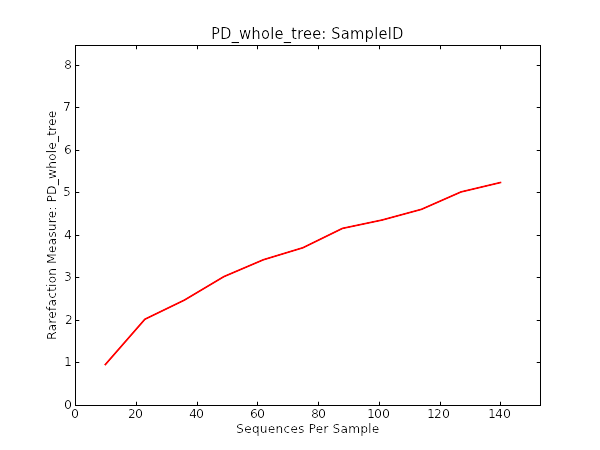 PD_whole_tree: SampleID
Rarefaction Measure: PD_whole_tree
8
7
6
5
4
3
2
1
0
0 20 40 60 80 100 120 140
Sequences Per Sample